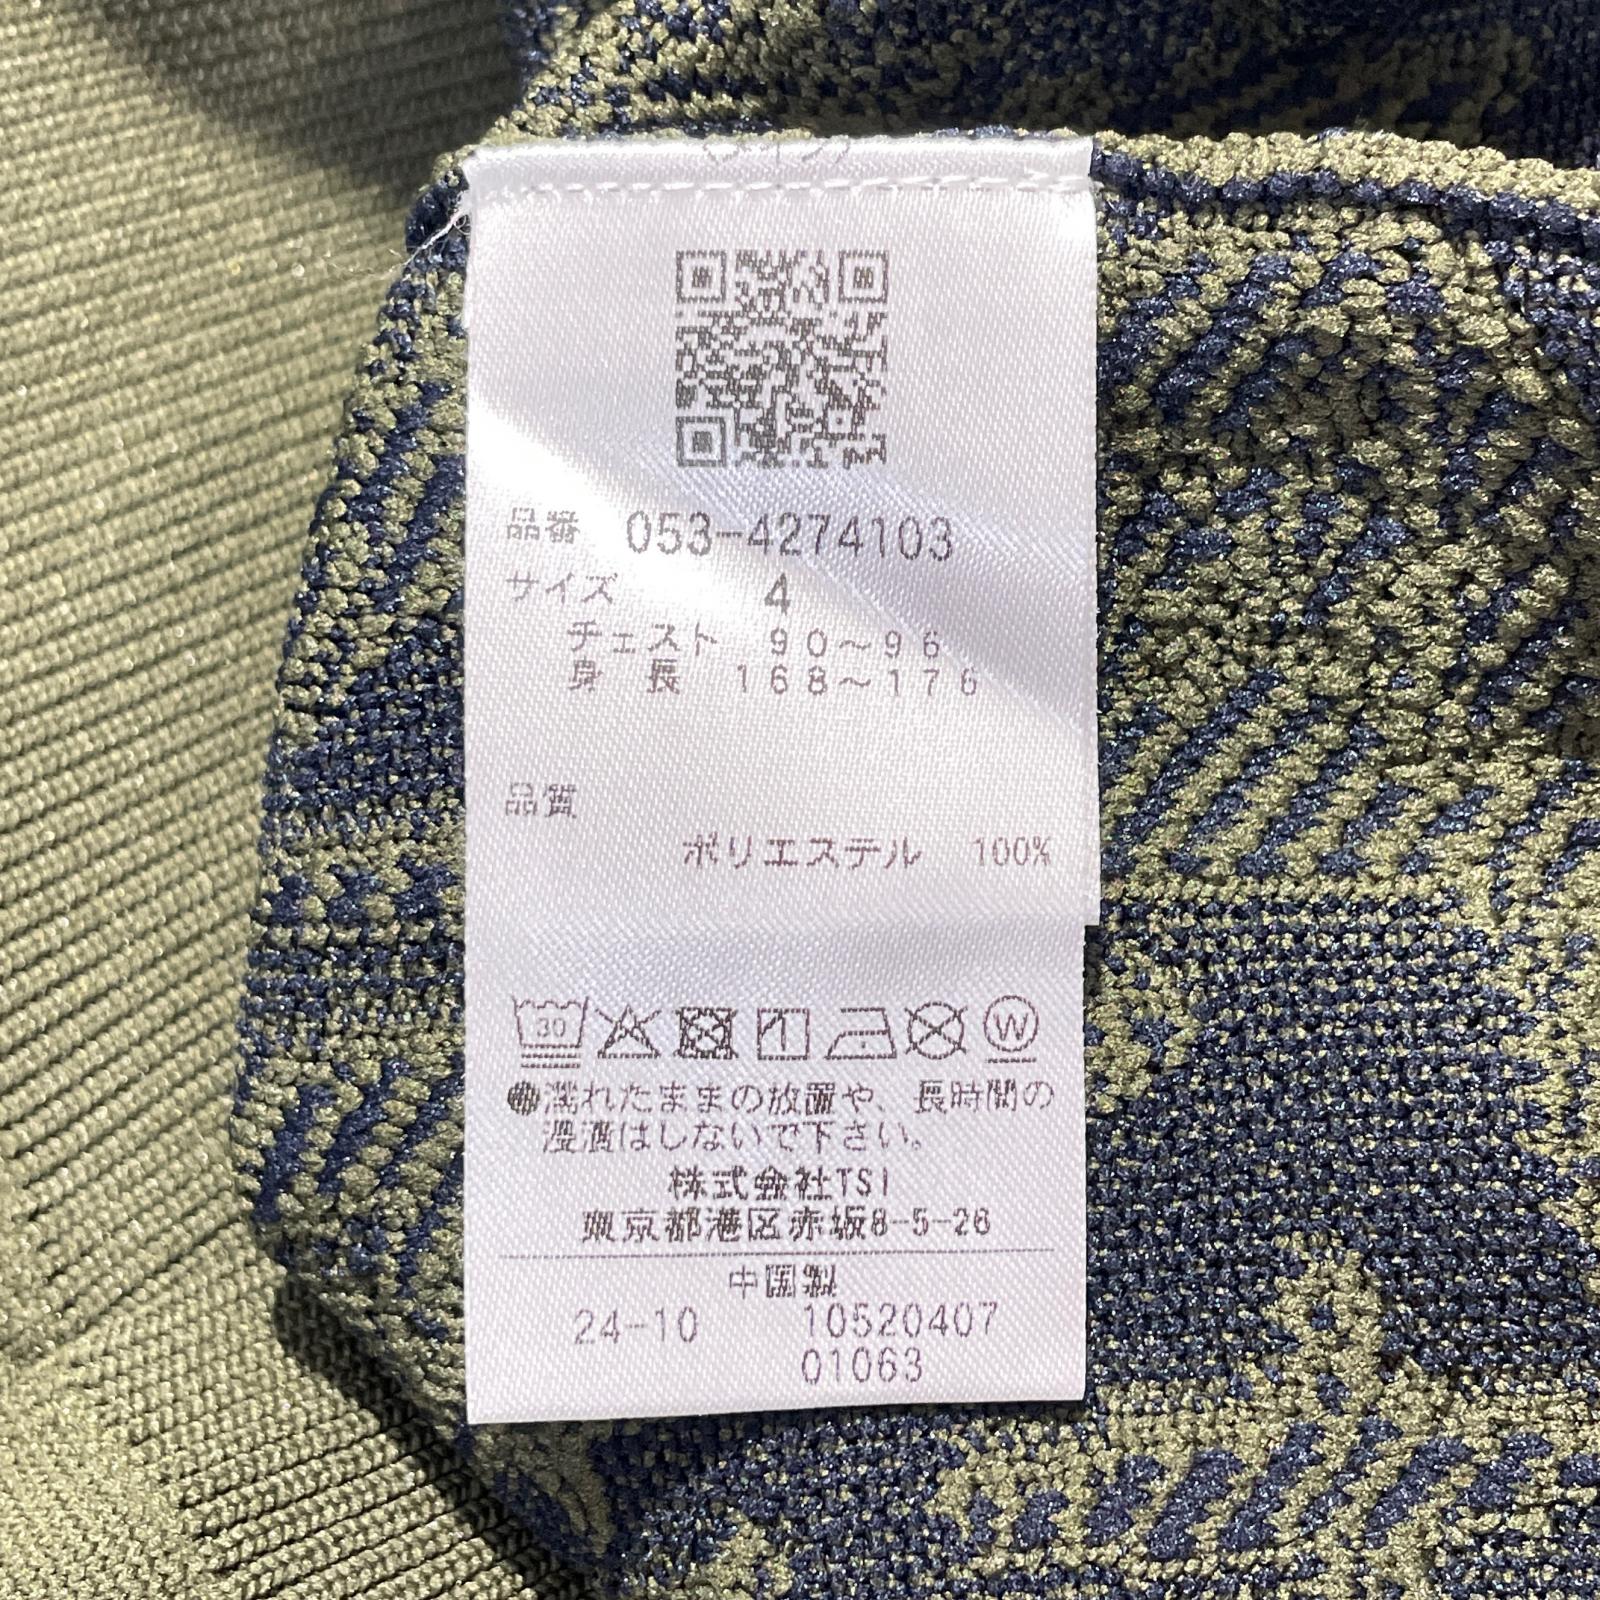 品番 053-4274103
サイズ 4
チェスト 90～96
身 長 168～176
品質
ポリエステル 100%
30 W
●濡れたままの放置や、長時間の
浸漬はしないで下さい。
株式会社TSI
東京都港区赤坂8-5-26
中国製
24-10 10520407
01063